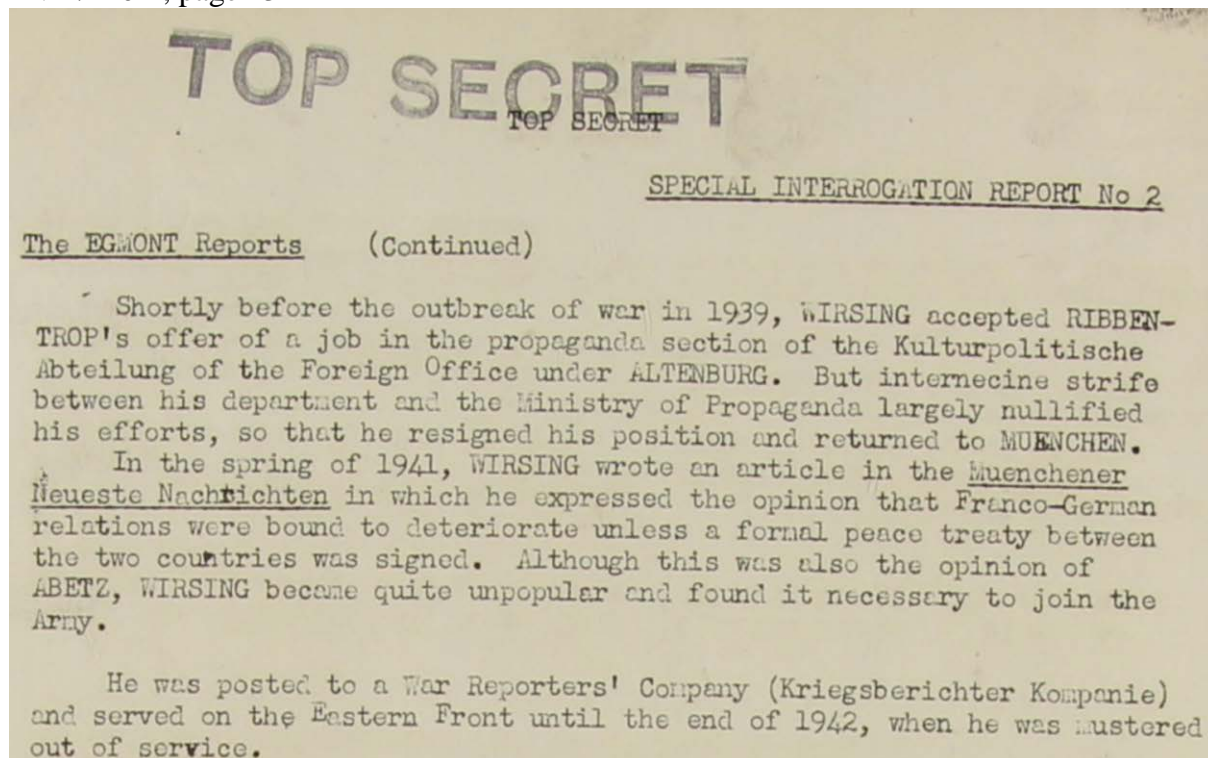 TOP SECRET
TOP SECRET
SPECIAL INTERROGATION REPORT No 2
The EGMONT Reports (Continued)
Shortly before the outbreak of war in 1939, WIRSING accepted RIBBEN-
TROP's offer of a job in the propaganda section of the Kulturpolitische
Abteilung of the Foreign Office under ALTENBURG. But internecine strife
between his department and the Ministry of Propaganda largely nullified
his efforts, so that he resigned his position and returned to MUENCHEN.
In the spring of 1941, WIRSING wrote an article in the Muenchener
Neueste Nachrichten in which he expressed the opinion that Franco-German
relations were bound to deteriorate unless a formal peace treaty between
the two countries was signed. Although this was also the opinion of
ABETZ, WIRSING became quite unpopular and found it necessary to join the
Army.
He was posted to a War Reporters' Company (Kriegsberichter Kompanie)
and served on the Eastern Front until the end of 1942, when he was mustered
out of service.